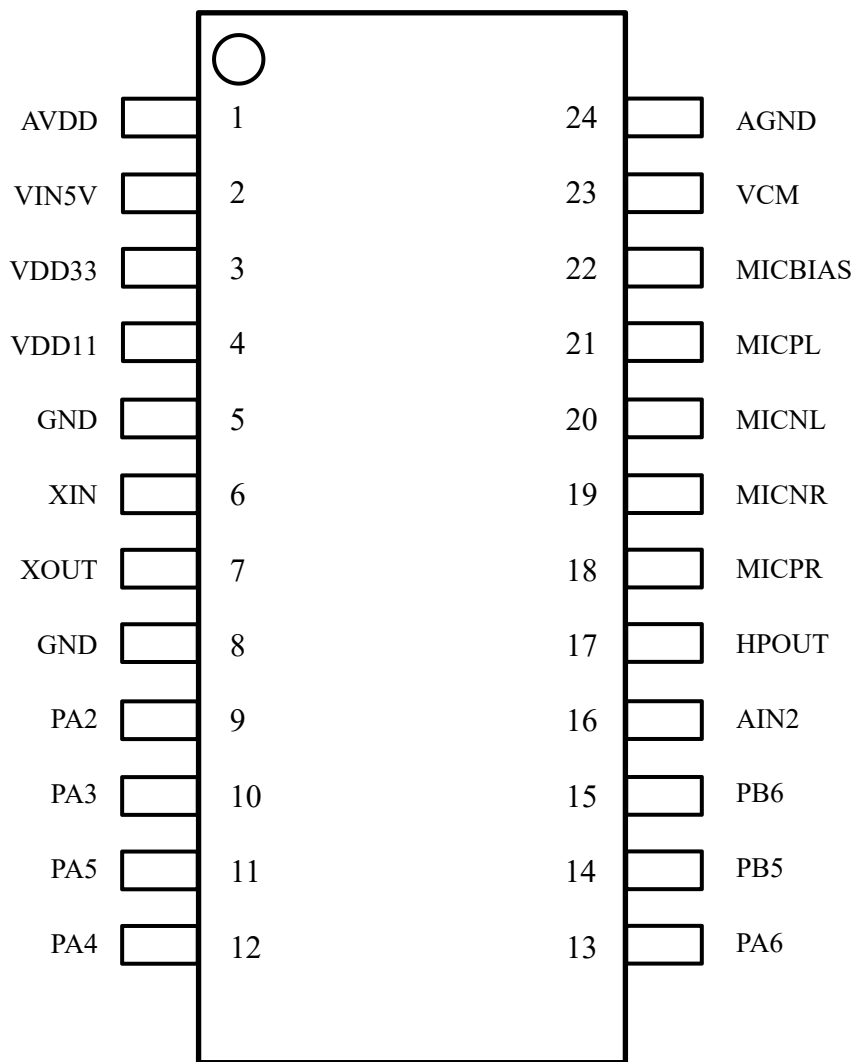 AVDD 1 24 AGND
VIN5V 2 23 VCM
VDD33 3 22 MICBIAS
VDD11 4 21 MICPL
GND 5 20 MICNL
XIN 6 19 MICNR
XOUT 7 18 MICPR
GND 8 17 HPOUT
PA2 9 16 AIN2
PA3 10 15 PB6
PA5 11 14 PB5
PA4 12 13 PA6